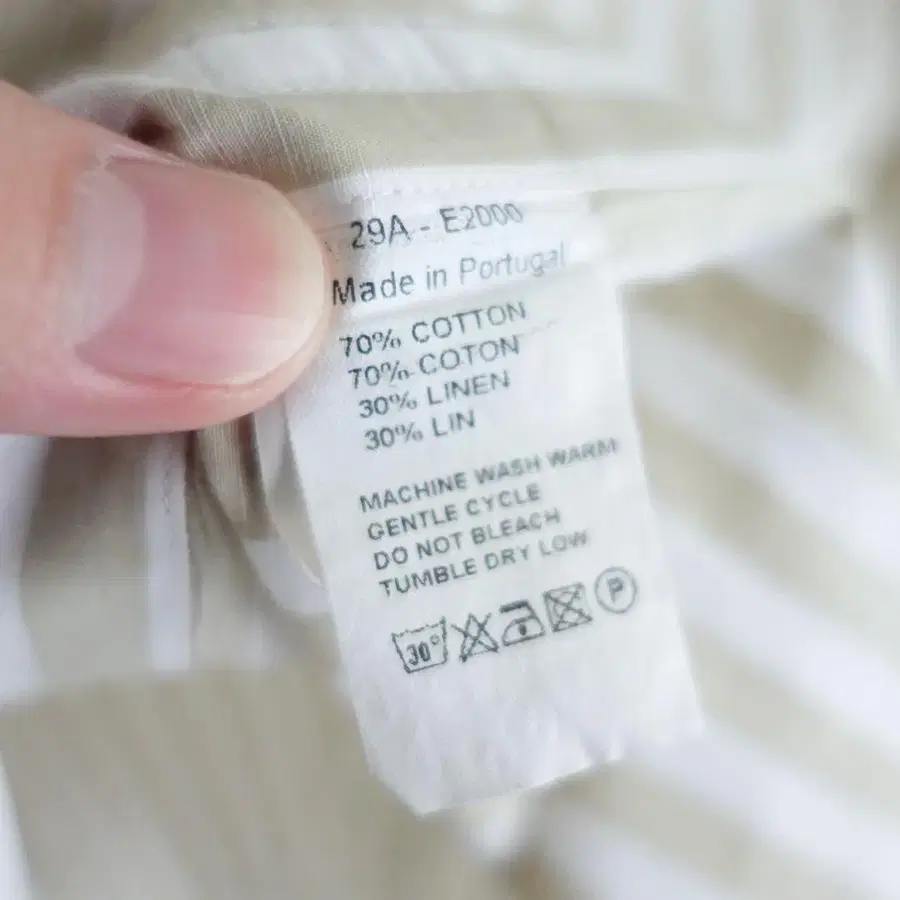 29A - E2000
Made in Portugal
70% COTTON
70% COTON
30% LINEN
30% LIN
MACHINE WASH WARM
GENTLE CYCLE
DO NOT BLEACH
TUMBLE DRY LOW
30° P